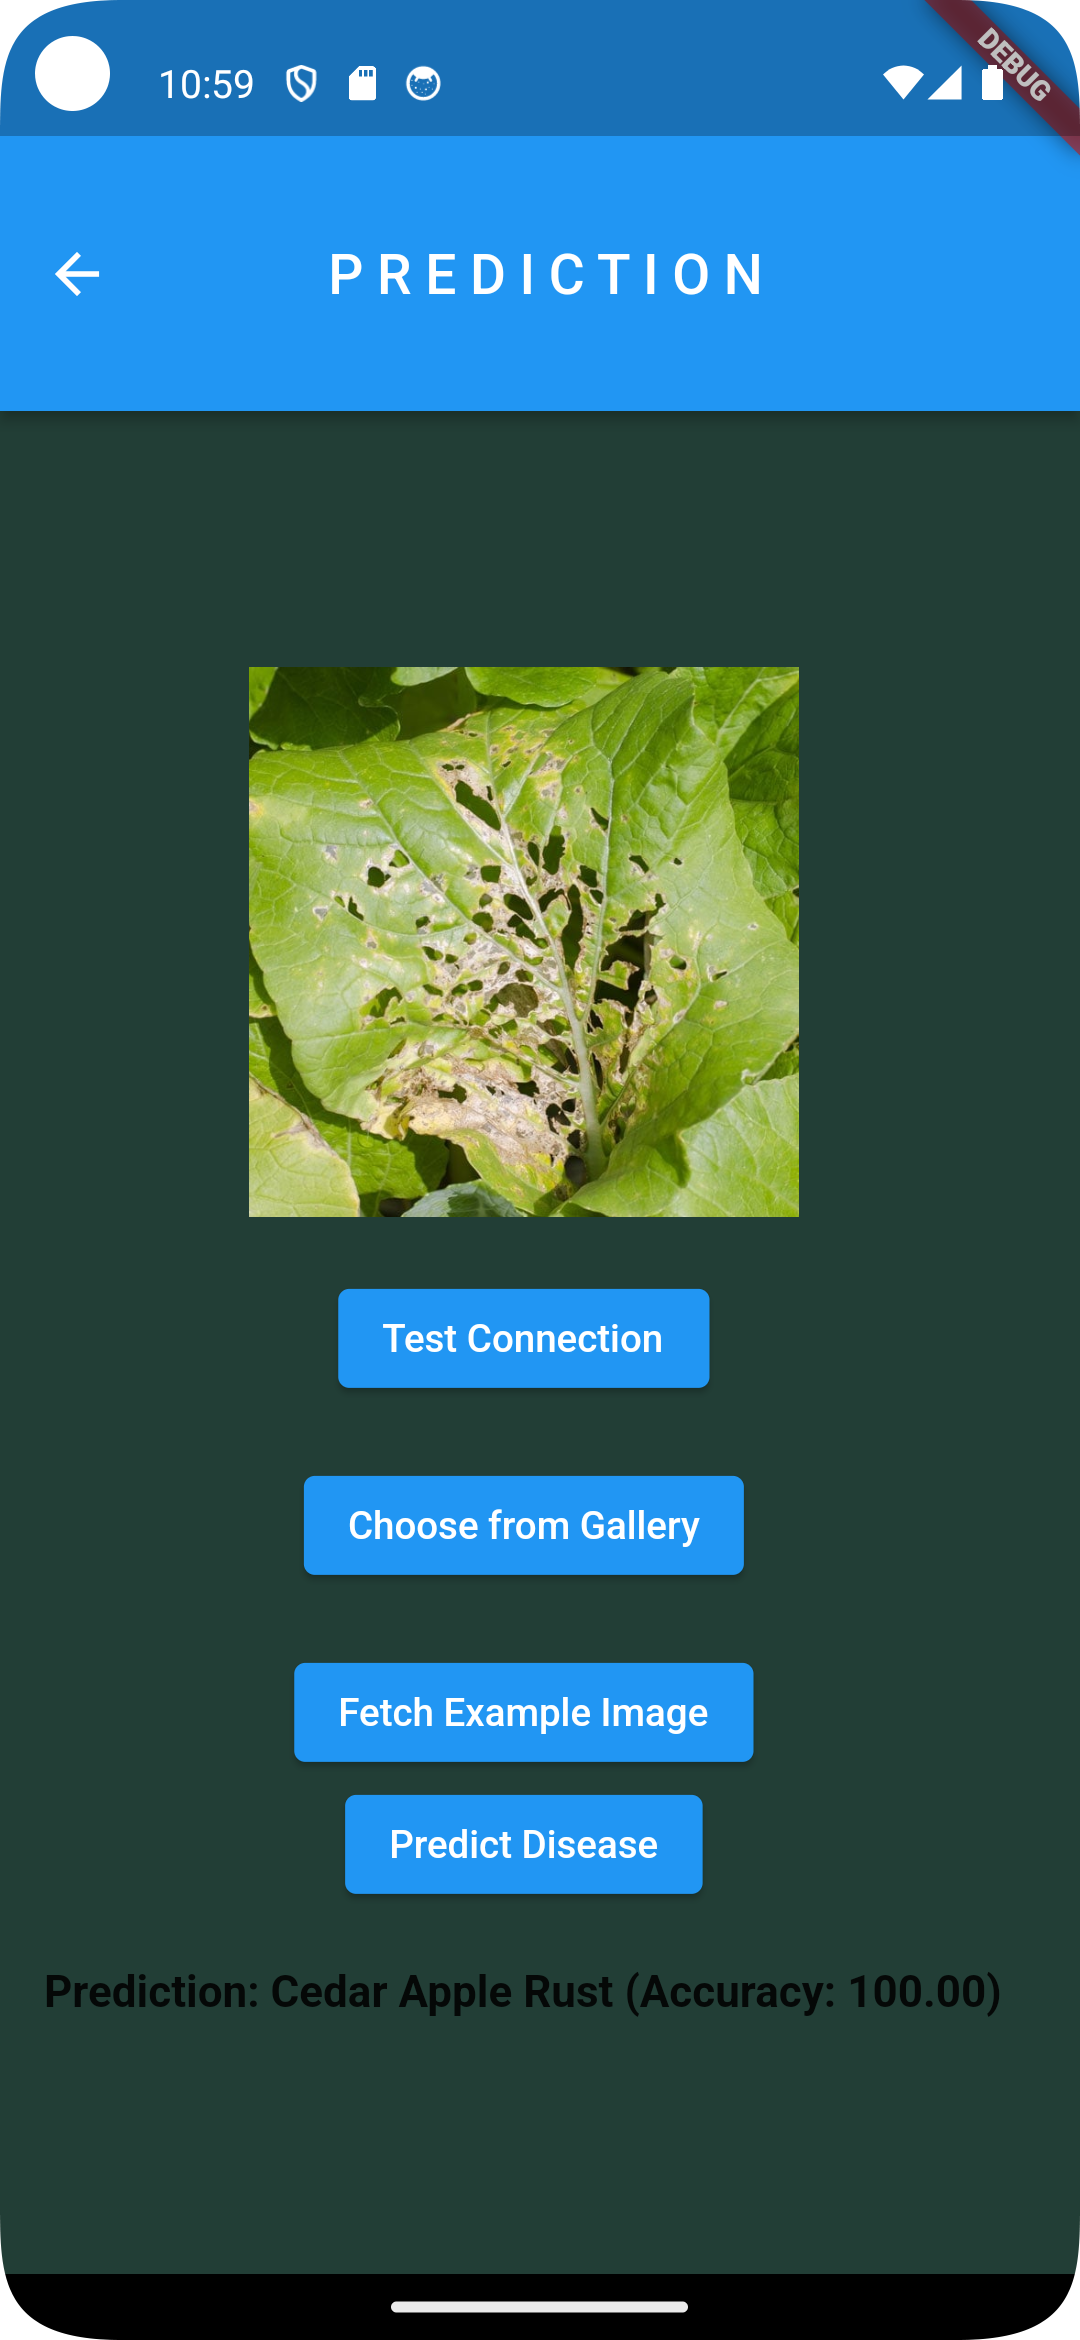 10:59
DEBUG
PREDICTION
Test Connection
Choose from Gallery
Fetch Example Image
Predict Disease
Prediction: Cedar Apple Rust (Accuracy: 100.00)